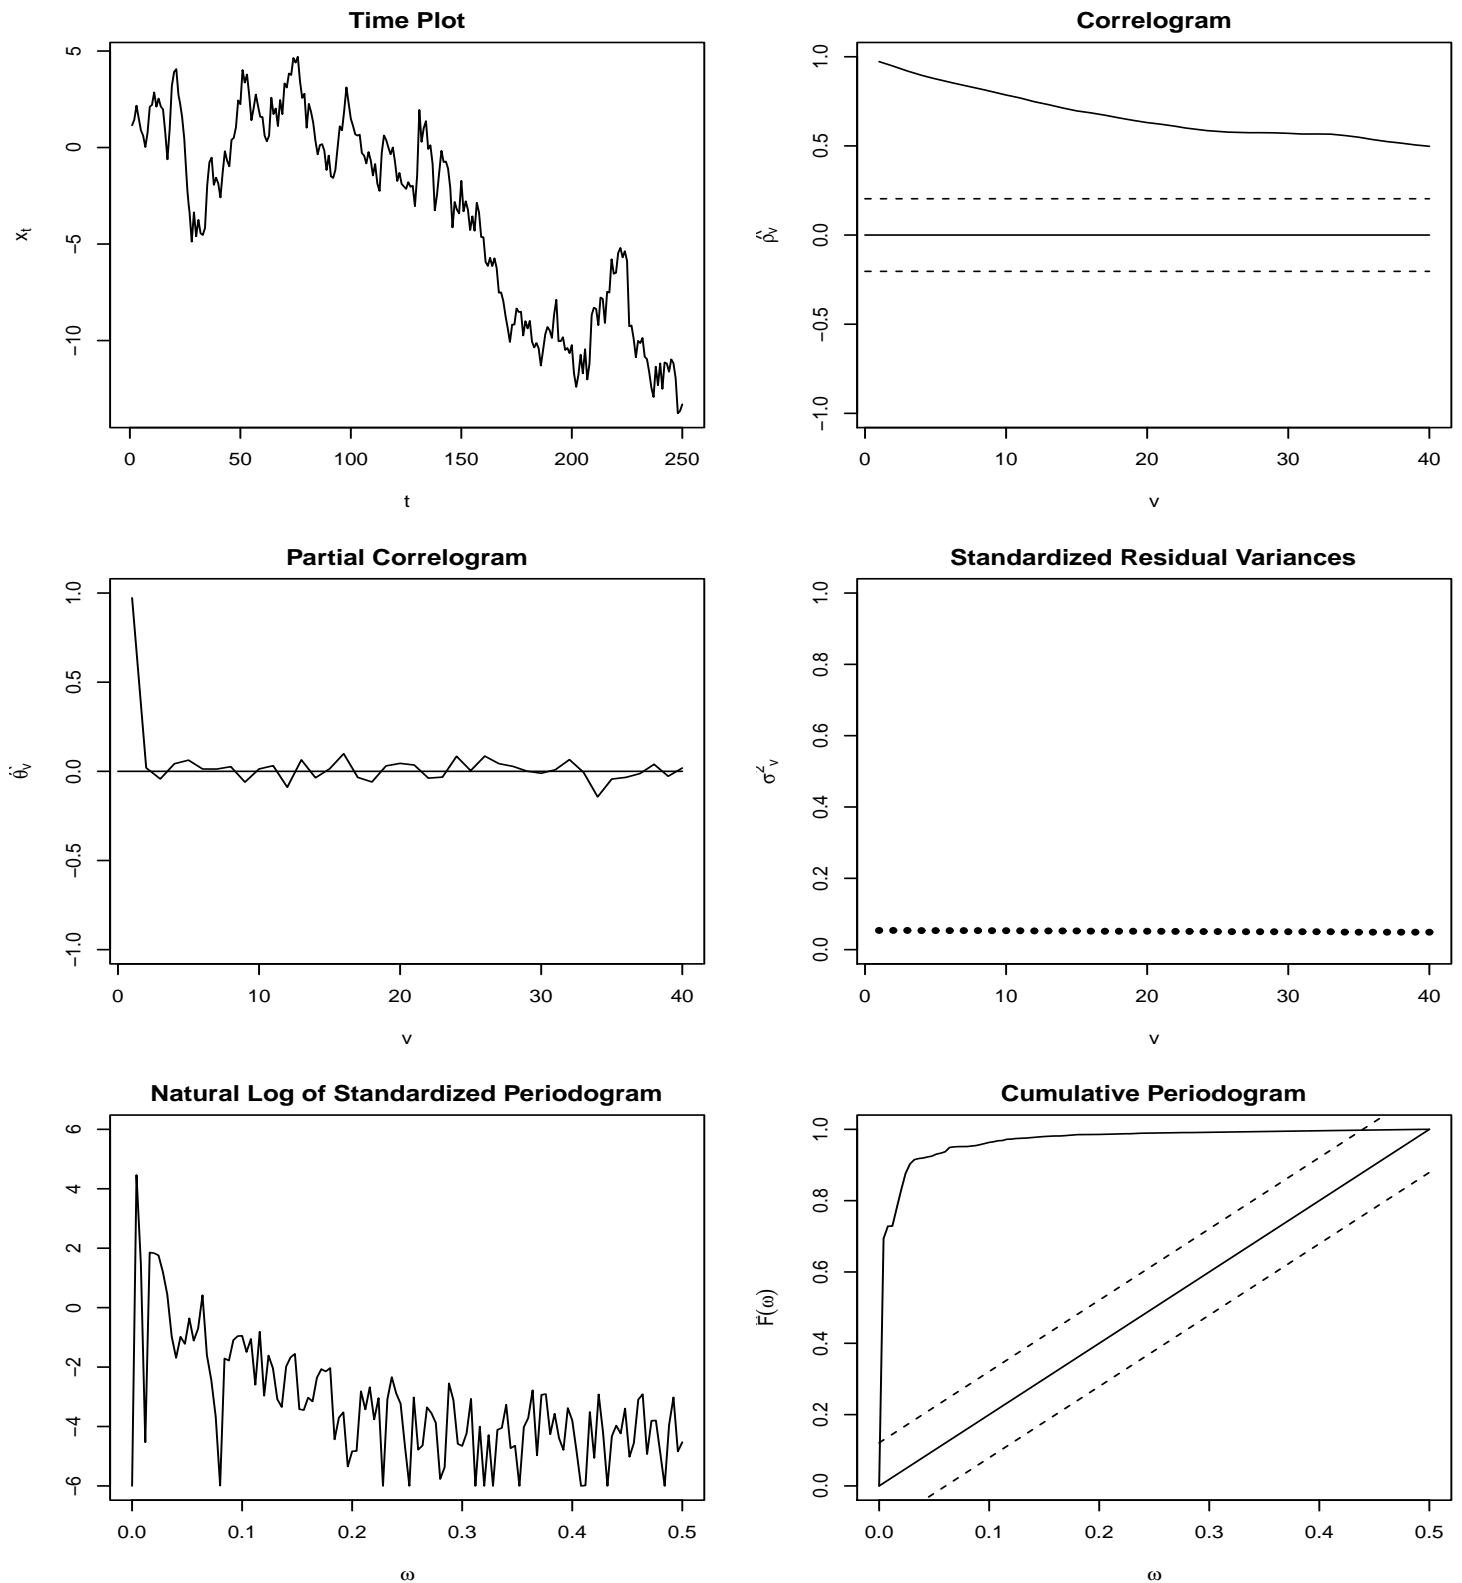 Time Plot
5
0
−5
−10
x_t
0 50 100 150 200 250
t
Correlogram
1.0
0.5
0.0
−0.5
−1.0
ρ̂_v
0 10 20 30 40
v
Partial Correlogram
1.0
0.5
0.0
−0.5
−1.0
θ̂_v
0 10 20 30 40
v
Standardized Residual Variances
1.0
0.8
0.6
0.4
0.2
0.0
σ²_v
0 10 20 30 40
v
Natural Log of Standardized Periodogram
6
4
2
0
−2
−4
−6
0.0 0.1 0.2 0.3 0.4 0.5
ω
Cumulative Periodogram
1.0
0.8
0.6
0.4
0.2
0.0
F̂(ω)
0.0 0.1 0.2 0.3 0.4 0.5
ω